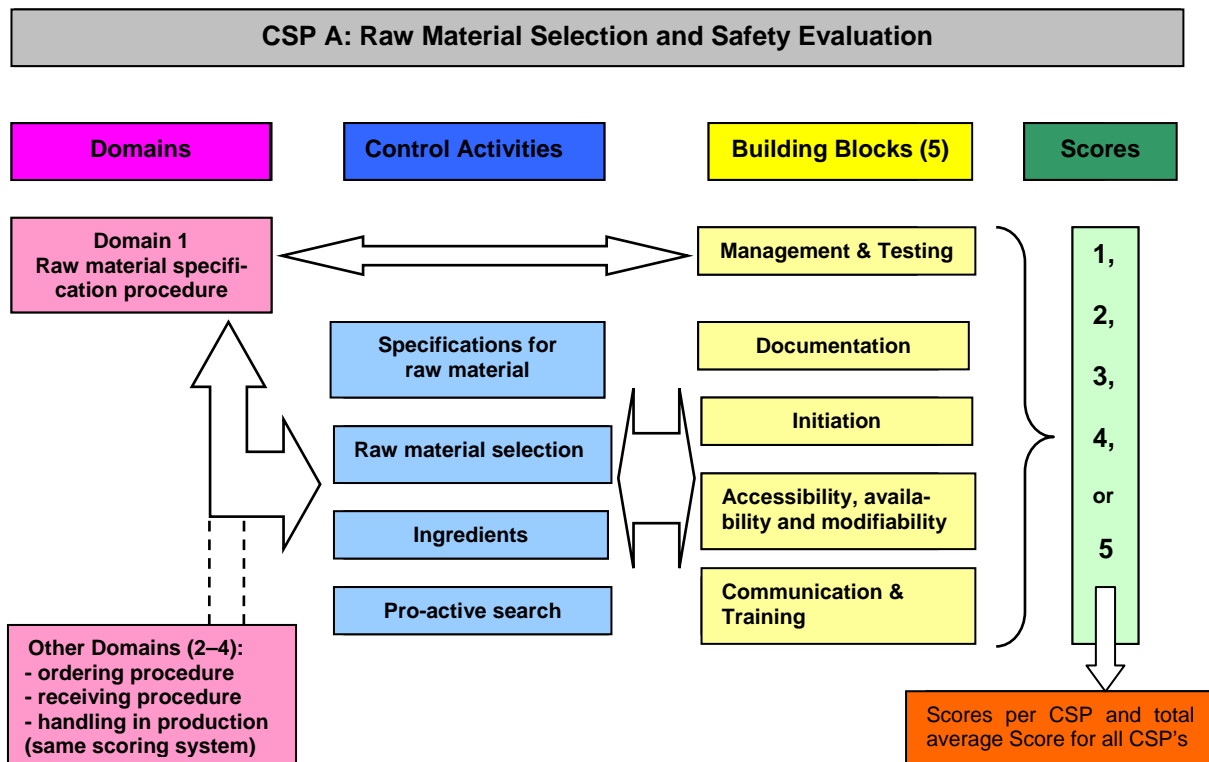 CSP A: Raw Material Selection and Safety Evaluation
Domains
Control Activities
Building Blocks (5)
Scores
Domain 1
Raw material specifi-
cation procedure
Other Domains (2–4):
- ordering procedure
- receiving procedure
- handling in production
(same scoring system)
Specifications for
raw material
Raw material selection
Ingredients
Pro-active search
Management & Testing
Documentation
Initiation
Accessibility, availa-
bility and modifiability
Communication &
Training
1,
2,
3,
4,
or
5
Scores per CSP and total
average Score for all CSP's